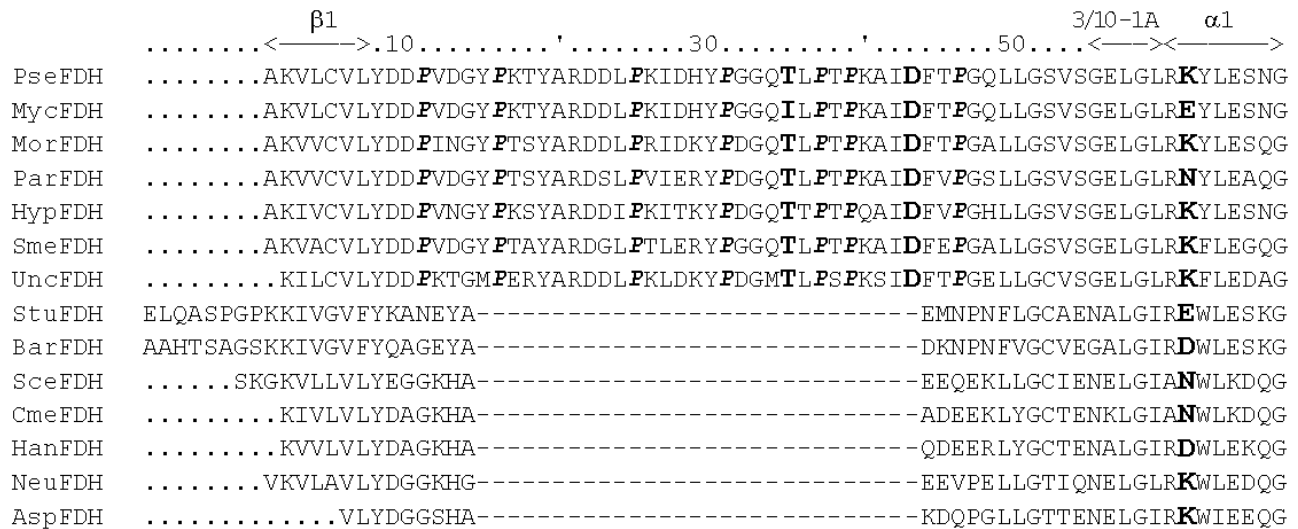 β1 3/10-1A α1
........<——>.10.........'........30.........'........50....<—><———>
PseFDH ........AKVLCVLYDDPVDGYPKTYARDDLPKIDHYPGGQTLPTPKAIDFTPGQLLGSVSGELGLRKYLESNG
MycFDH ........AKVLCVLYDDPVDGYPKTYARDDLPKIDHYPGGQILPTPKAIDFTPGQLLGSVSGELGLREYLESNG
MorFDH ........AKVVCVLYDDPINGYPTSYARDDLPRIDKYPDGQTLPTPKAIDFTPGALLGSVSGELGLRKYLESQG
ParFDH ........AKVVCVLYDDPVDGYPTSYARDSLPVIERYPDGQTLPTPKAIDFVPGSLLGSVSGELGLRNYLEAQG
HypFDH ........AKIVCVLYDDPVNGYPKSYARDDIPKITKYPDGQTTPTPQAIDFVPGHLLGSVSGELGLRKYLESNG
SmeFDH ........AKVACVLYDDPVDGYPTAYARDGLPTLERYPGGQTLPTPKAIDFEPGALLGSVSGELGLRKFLEGQG
UncFDH .........KILCVLYDDPKTGMPERYARDDLPKLDKYPDGMTLPSPKSIDFTPGELLGCVSGELGLRKFLEDAG
StuFDH ELQASPGPKKIVGVFYKANEYA-----------------------------EMNPNFLGCAENALGIREWLESKG
BarFDH AAHTSAGSKKIVGVFYQAGEYA-----------------------------DKNPNFVGCVEGALGIRDWLESKG
SceFDH ......SKGKVLLVLYEGGKHA-----------------------------EEQEKLLGCIENELGIANWLKDQG
CmeFDH .........KIVLVLYDAGKHA-----------------------------ADEEKLYGCTENKLGIANWLKDQG
HanFDH .........KVVLVLYDAGKHA-----------------------------QDEERLYGCTENALGIRDWLEKQG
NeuFDH ........VKVLAVLYDGGKHG-----------------------------EEVPELLGTIQNELGLRKWLEDQG
AspFDH .............VLYDGGSHA-----------------------------KDQPGLLGTTENELGIRKWIEEQG